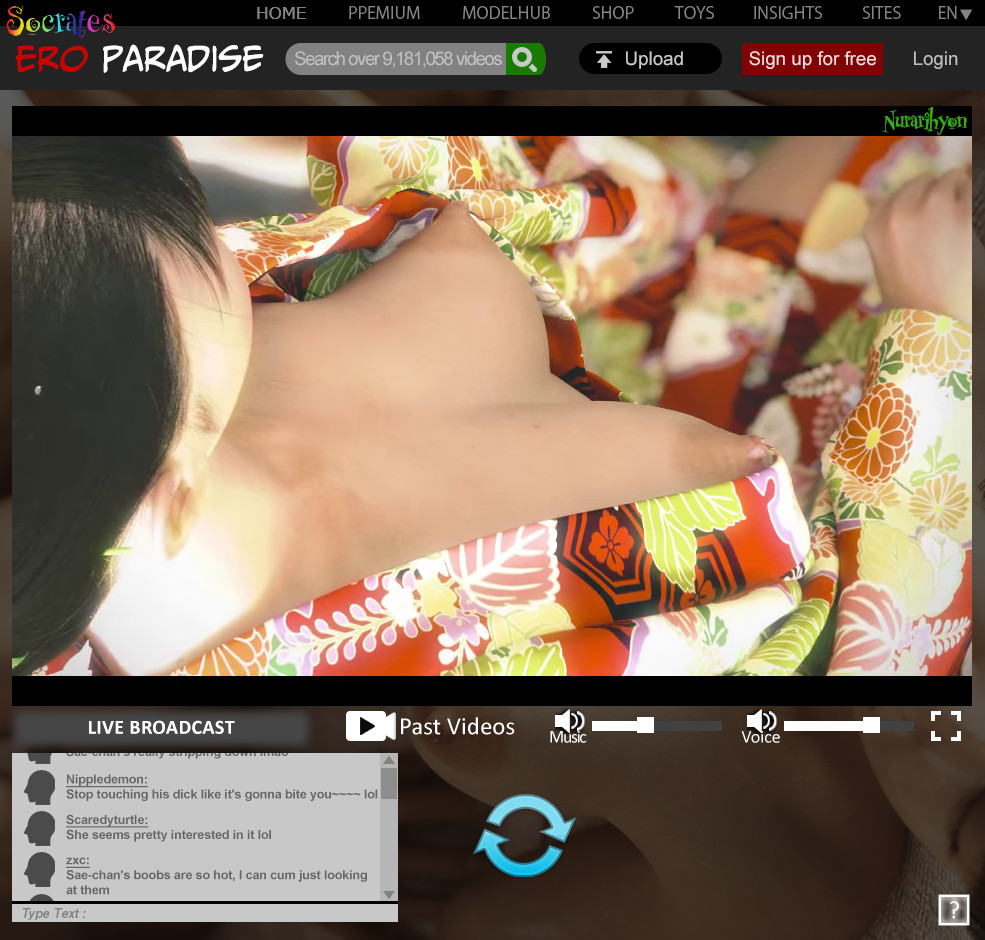 Socrates
HOME PPEMIUM MODELHUB SHOP TOYS INSIGHTS SITES EN
ERO PARADISE
Search over 9,181,058 videos
Upload
Sign up for free
Login
Nurarihyon
LIVE BROADCAST
Past Videos
Music
Voice
Sae-chan's really stripping down lmao
Nippledemon:
Stop touching his dick like it's gonna bite you~~~~ lol
Scaredyturtle:
She seems pretty interested in it lol
zxc:
Sae-chan's boobs are so hot, I can cum just looking
at them
Type Text :
?